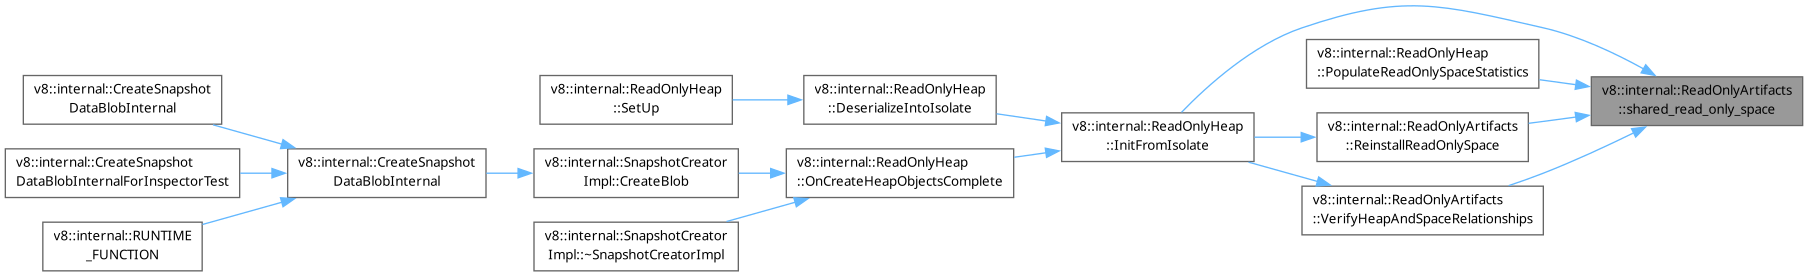 v8::internal::CreateSnapshot
DataBlobInternal
v8::internal::CreateSnapshot
DataBlobInternalForInspectorTest
v8::internal::RUNTIME
_FUNCTION
v8::internal::CreateSnapshot
DataBlobInternal
v8::internal::ReadOnlyHeap
::SetUp
v8::internal::SnapshotCreator
Impl::CreateBlob
v8::internal::SnapshotCreator
Impl::~SnapshotCreatorImpl
v8::internal::ReadOnlyHeap
::DeserializeIntoIsolate
v8::internal::ReadOnlyHeap
::OnCreateHeapObjectsComplete
v8::internal::ReadOnlyHeap
::InitFromIsolate
v8::internal::ReadOnlyHeap
::PopulateReadOnlySpaceStatistics
v8::internal::ReadOnlyArtifacts
::ReinstallReadOnlySpace
v8::internal::ReadOnlyArtifacts
::VerifyHeapAndSpaceRelationships
v8::internal::ReadOnlyArtifacts
::shared_read_only_space